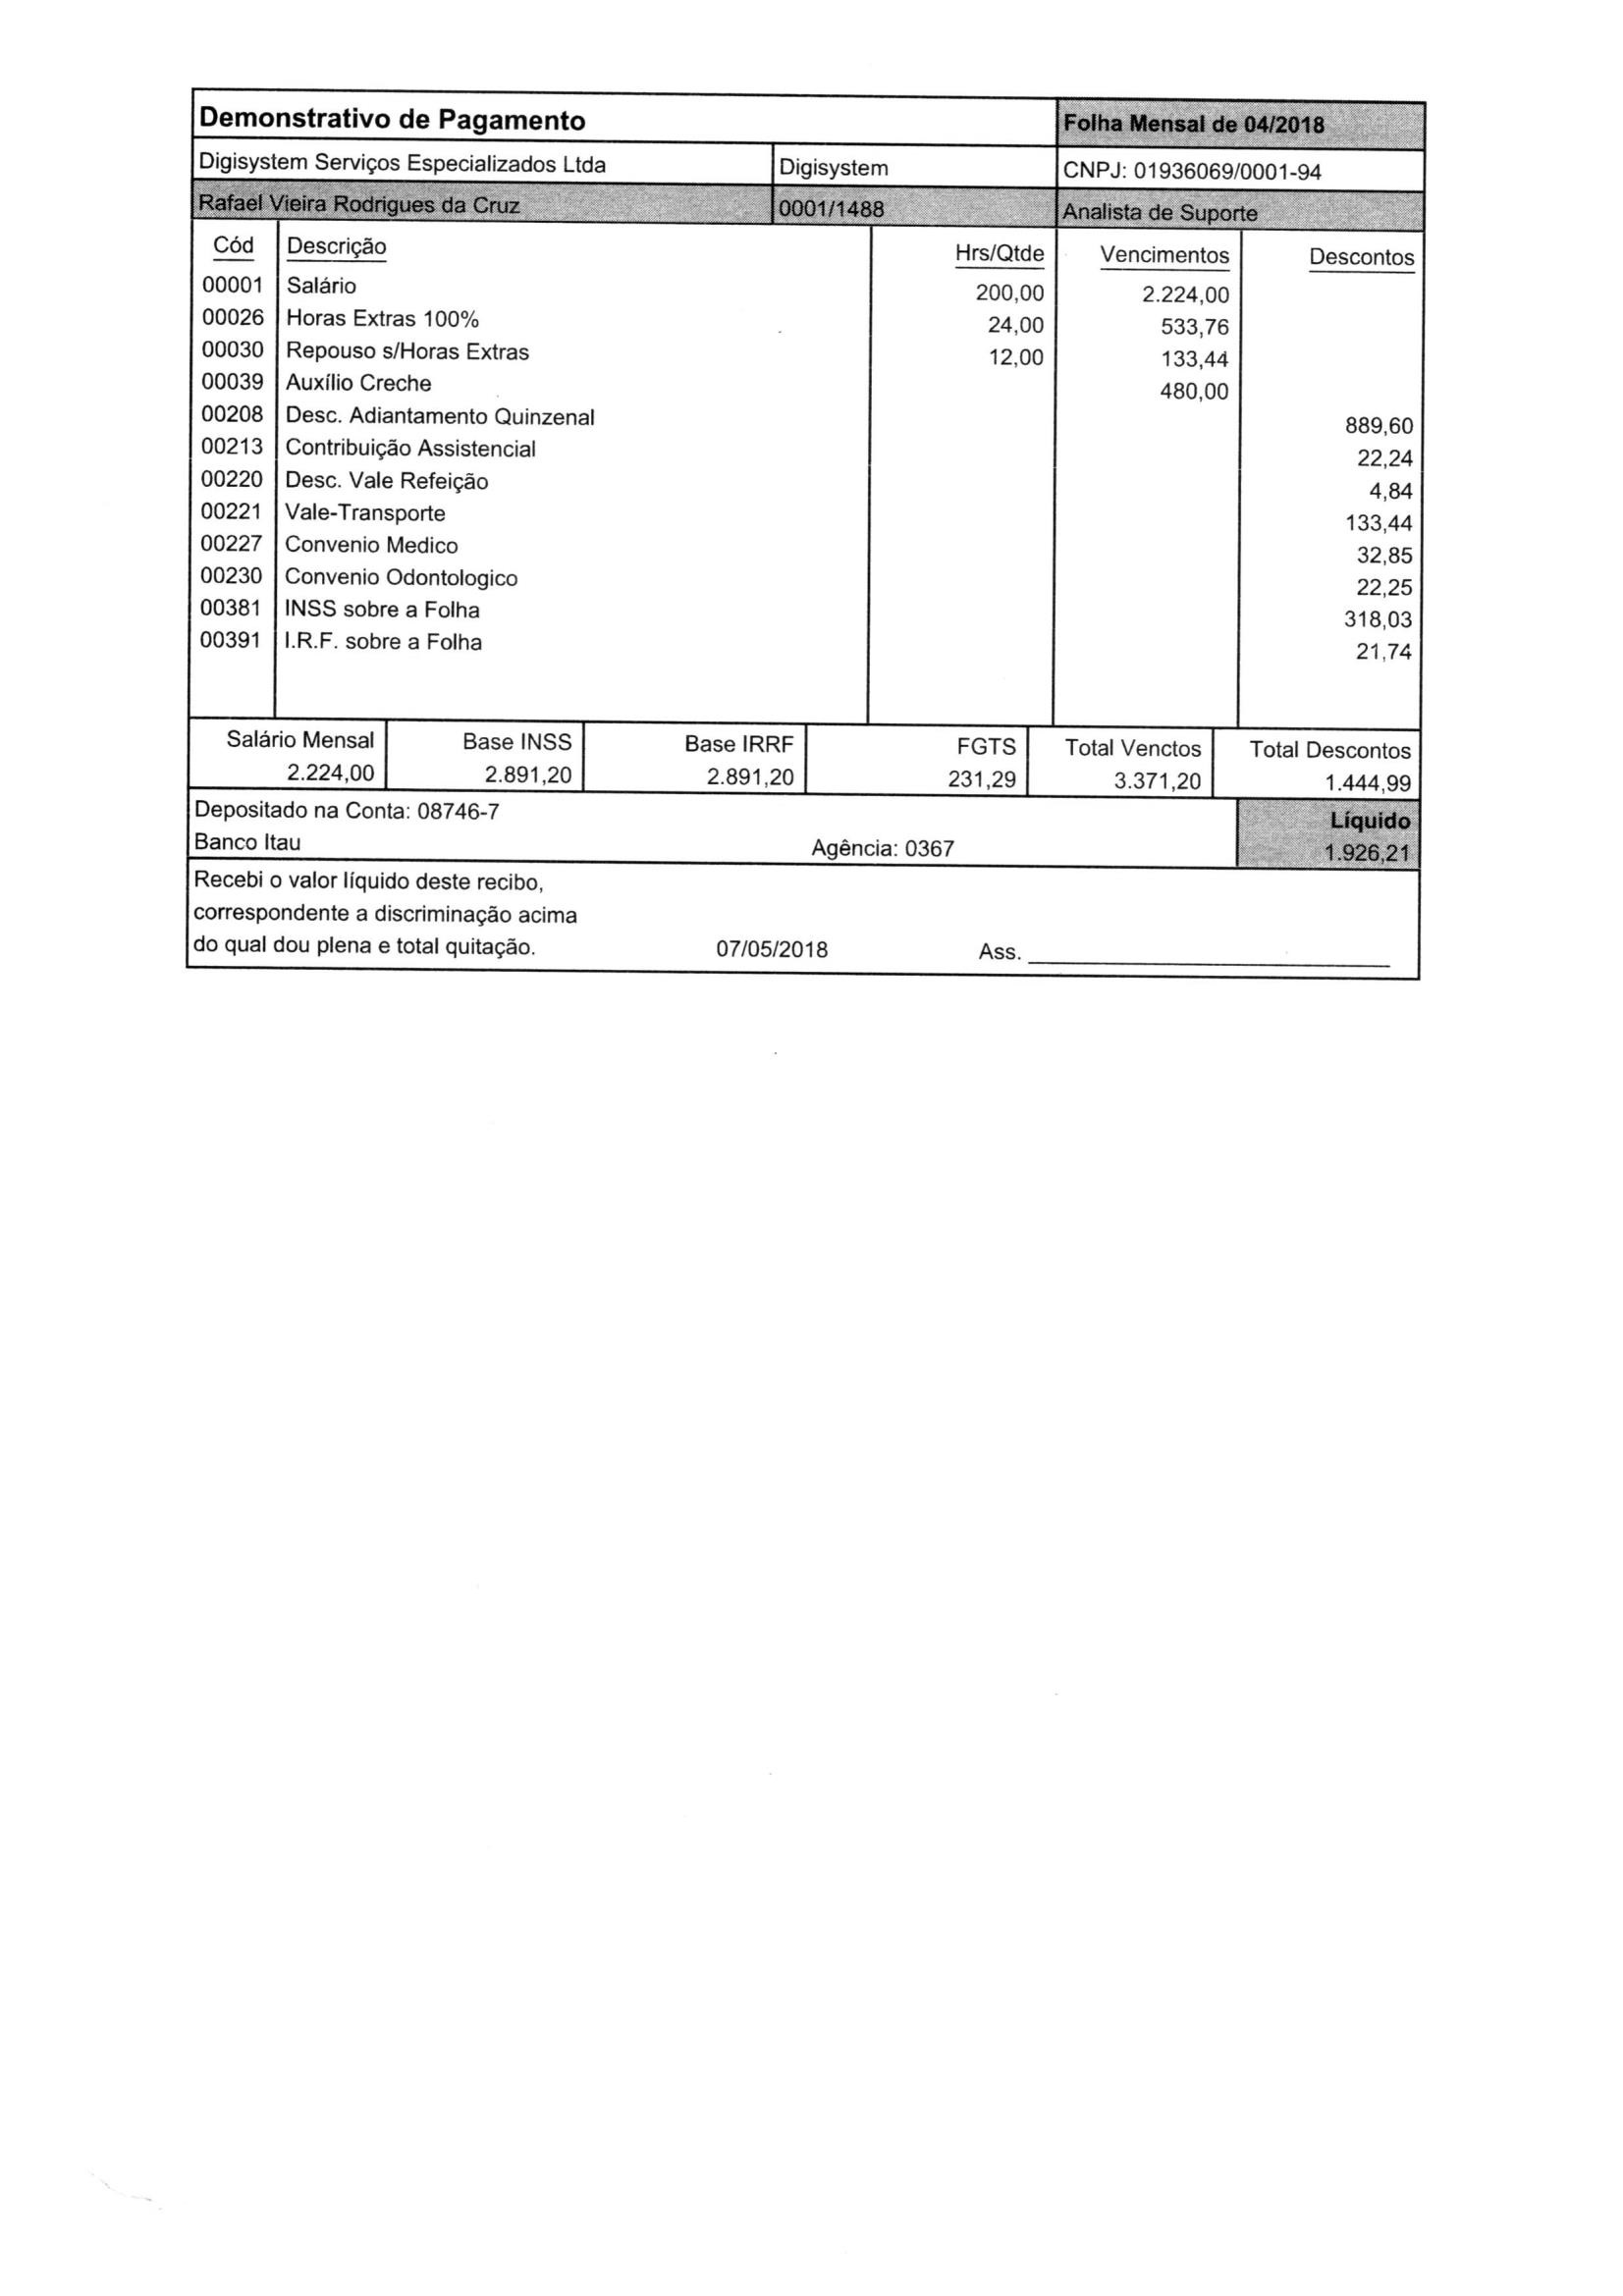 Demonstrativo de Pagamento Folha Mensal de 04/2018
Digisystem Serviços Especializados Ltda Digisystem CNPJ: 01936069/0001-94
Rafael Vieira Rodrigues da Cruz 0001/1488 Analista de Suporte
Cód Descrição Hrs/Qtde Vencimentos Descontos
00001 Salário 200,00 2.224,00
00026 Horas Extras 100% 24,00 533,76
00030 Repouso s/Horas Extras 12,00 133,44
00039 Auxílio Creche 480,00
00208 Desc. Adiantamento Quinzenal 889,60
00213 Contribuição Assistencial 22,24
00220 Desc. Vale Refeição 4,84
00221 Vale-Transporte 133,44
00227 Convenio Medico 32,85
00230 Convenio Odontologico 22,25
00381 INSS sobre a Folha 318,03
00391 I.R.F. sobre a Folha 21,74
Salário Mensal Base INSS Base IRRF FGTS Total Venctos Total Descontos
2.224,00 2.891,20 2.891,20 231,29 3.371,20 1.444,99
Depositado na Conta: 08746-7 Líquido
Banco Itau Agência: 0367 1.926,21
Recebi o valor líquido deste recibo,
correspondente a discriminação acima
do qual dou plena e total quitação. 07/05/2018 Ass.